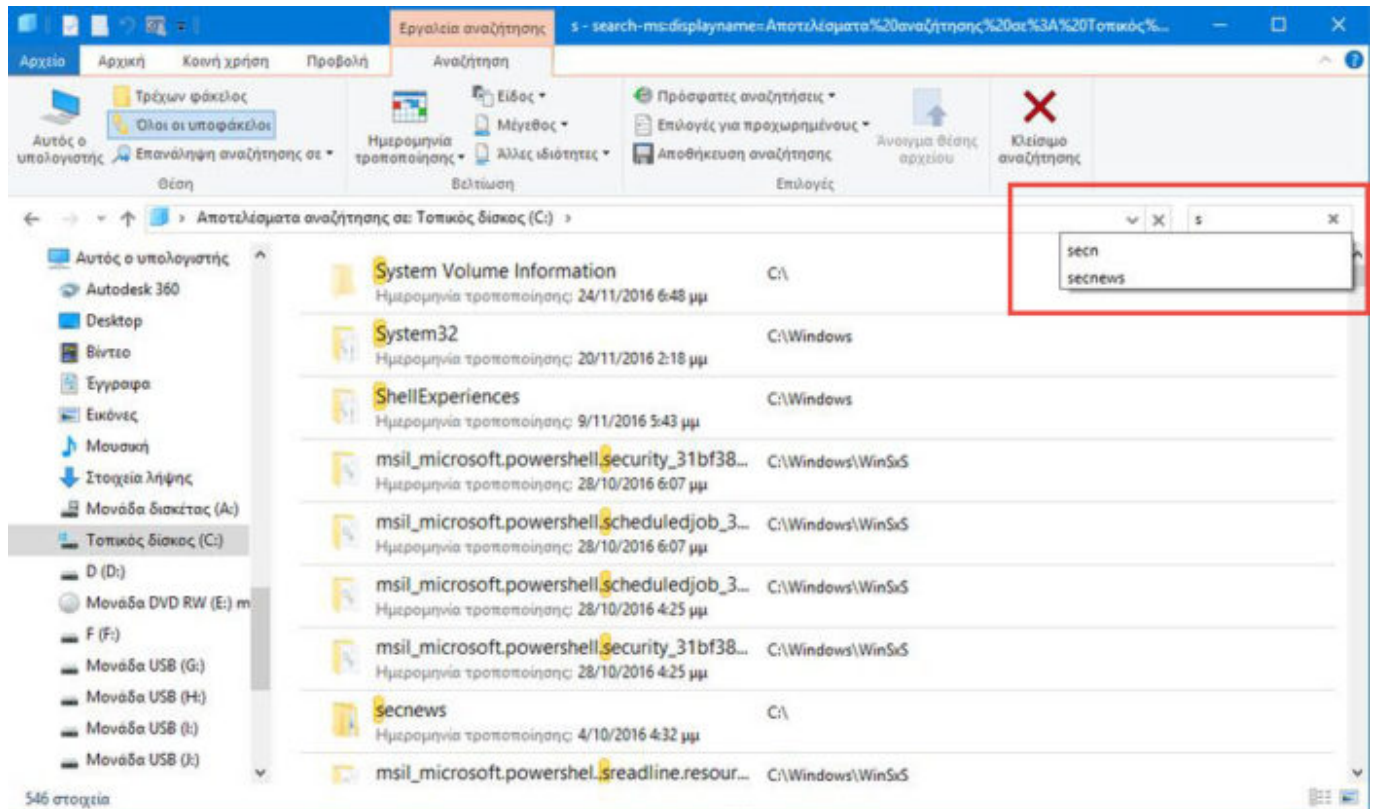 Εργαλεία αναζήτησης
s - search-ms:displayname=Αποτελέσματα%20αναζήτησης%20σε%3A%20Τοπικός%...
Αρχείο Αρχική Κοινή χρήση Προβολή Αναζήτηση
Αυτός ο υπολογιστής
Τρέχων φάκελος
Όλοι οι υποφάκελοι
Επανάληψη αναζήτησης σε
Θέση
Ημερομηνία τροποποίησης
Είδος
Μέγεθος
Άλλες ιδιότητες
Βελτίωση
Πρόσφατες αναζητήσεις
Επιλογές για προχωρημένους
Αποθήκευση αναζήτησης
Άνοιγμα θέσης αρχείου
Επιλογές
Κλείσιμο αναζήτησης
Αποτελέσματα αναζήτησης σε: Τοπικός δίσκος (C:)
s
secn
secnews
Αυτός ο υπολογιστής
Autodesk 360
Desktop
Βίντεο
Έγγραφα
Εικόνες
Μουσική
Στοιχεία λήψης
Μονάδα δισκέτας (A:)
Τοπικός δίσκος (C:)
D (D:)
Μονάδα DVD RW (E:) m
F (F:)
Μονάδα USB (G:)
Μονάδα USB (H:)
Μονάδα USB (I:)
Μονάδα USB (J:)
System Volume Information C:\
Ημερομηνία τροποποίησης: 24/11/2016 6:48 μμ
System32 C:\Windows
Ημερομηνία τροποποίησης: 20/11/2016 2:18 μμ
ShellExperiences C:\Windows
Ημερομηνία τροποποίησης: 9/11/2016 5:43 μμ
msil_microsoft.powershell.security_31bf38... C:\Windows\WinSxS
Ημερομηνία τροποποίησης: 28/10/2016 6:07 μμ
msil_microsoft.powershell.scheduledjob_3... C:\Windows\WinSxS
Ημερομηνία τροποποίησης: 28/10/2016 6:07 μμ
msil_microsoft.powershell.scheduledjob_3... C:\Windows\WinSxS
Ημερομηνία τροποποίησης: 28/10/2016 4:25 μμ
msil_microsoft.powershell.security_31bf38... C:\Windows\WinSxS
Ημερομηνία τροποποίησης: 28/10/2016 4:25 μμ
secnews C:\
Ημερομηνία τροποποίησης: 4/10/2016 4:32 μμ
msil_microsoft.powershel..sreadline.resour... C:\Windows\WinSxS
546 στοιχεία